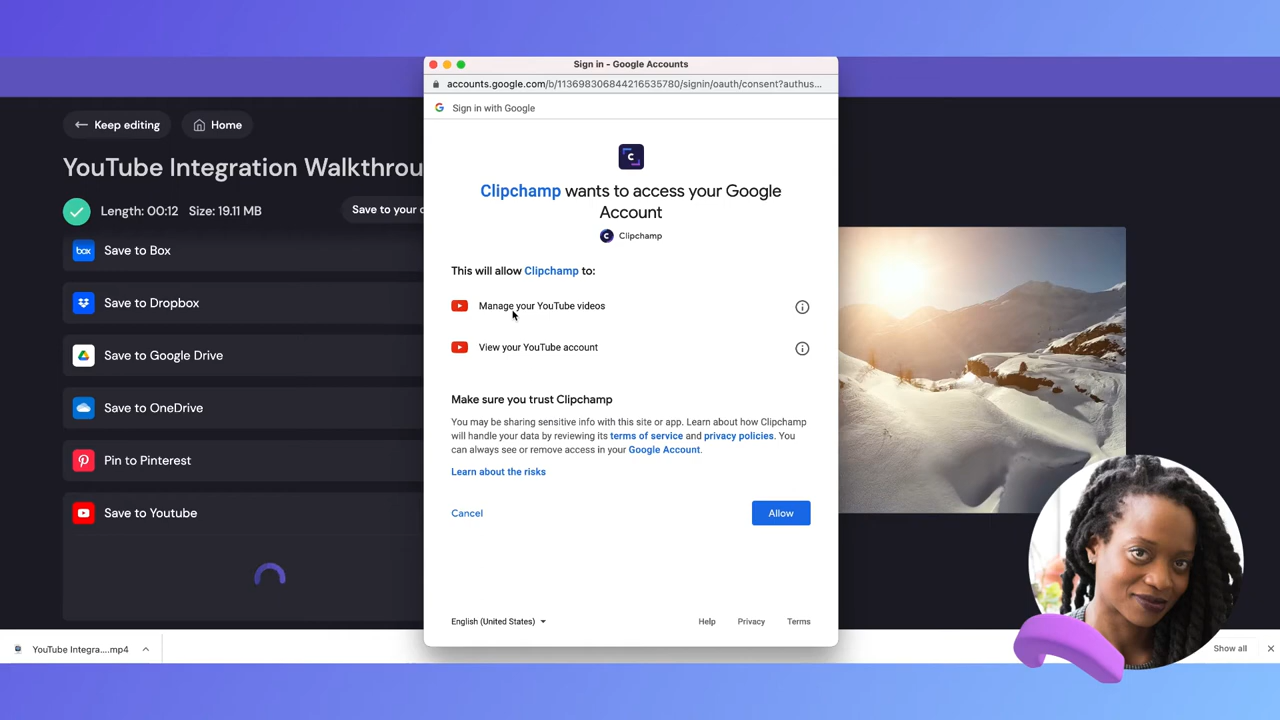 Sign in - Google Accounts
accounts.google.com/b/113698306844216535780/signin/oauth/consent?authus...
Sign in with Google
Keep editing
Home
YouTube Integration Walkthrou
Length: 00:12 Size: 19.11 MB
Save to your c
Save to Box
Save to Dropbox
Save to Google Drive
Save to OneDrive
Pin to Pinterest
Save to Youtube
Clipchamp wants to access your Google
Account
Clipchamp
This will allow Clipchamp to:
Manage your YouTube videos
View your YouTube account
Make sure you trust Clipchamp
You may be sharing sensitive info with this site or app. Learn about how Clipchamp
will handle your data by reviewing its terms of service and privacy policies. You
can always see or remove access in your Google Account.
Learn about the risks
Cancel
Allow
English (United States)
Help
Privacy
Terms
YouTube Integra....mp4
Show all